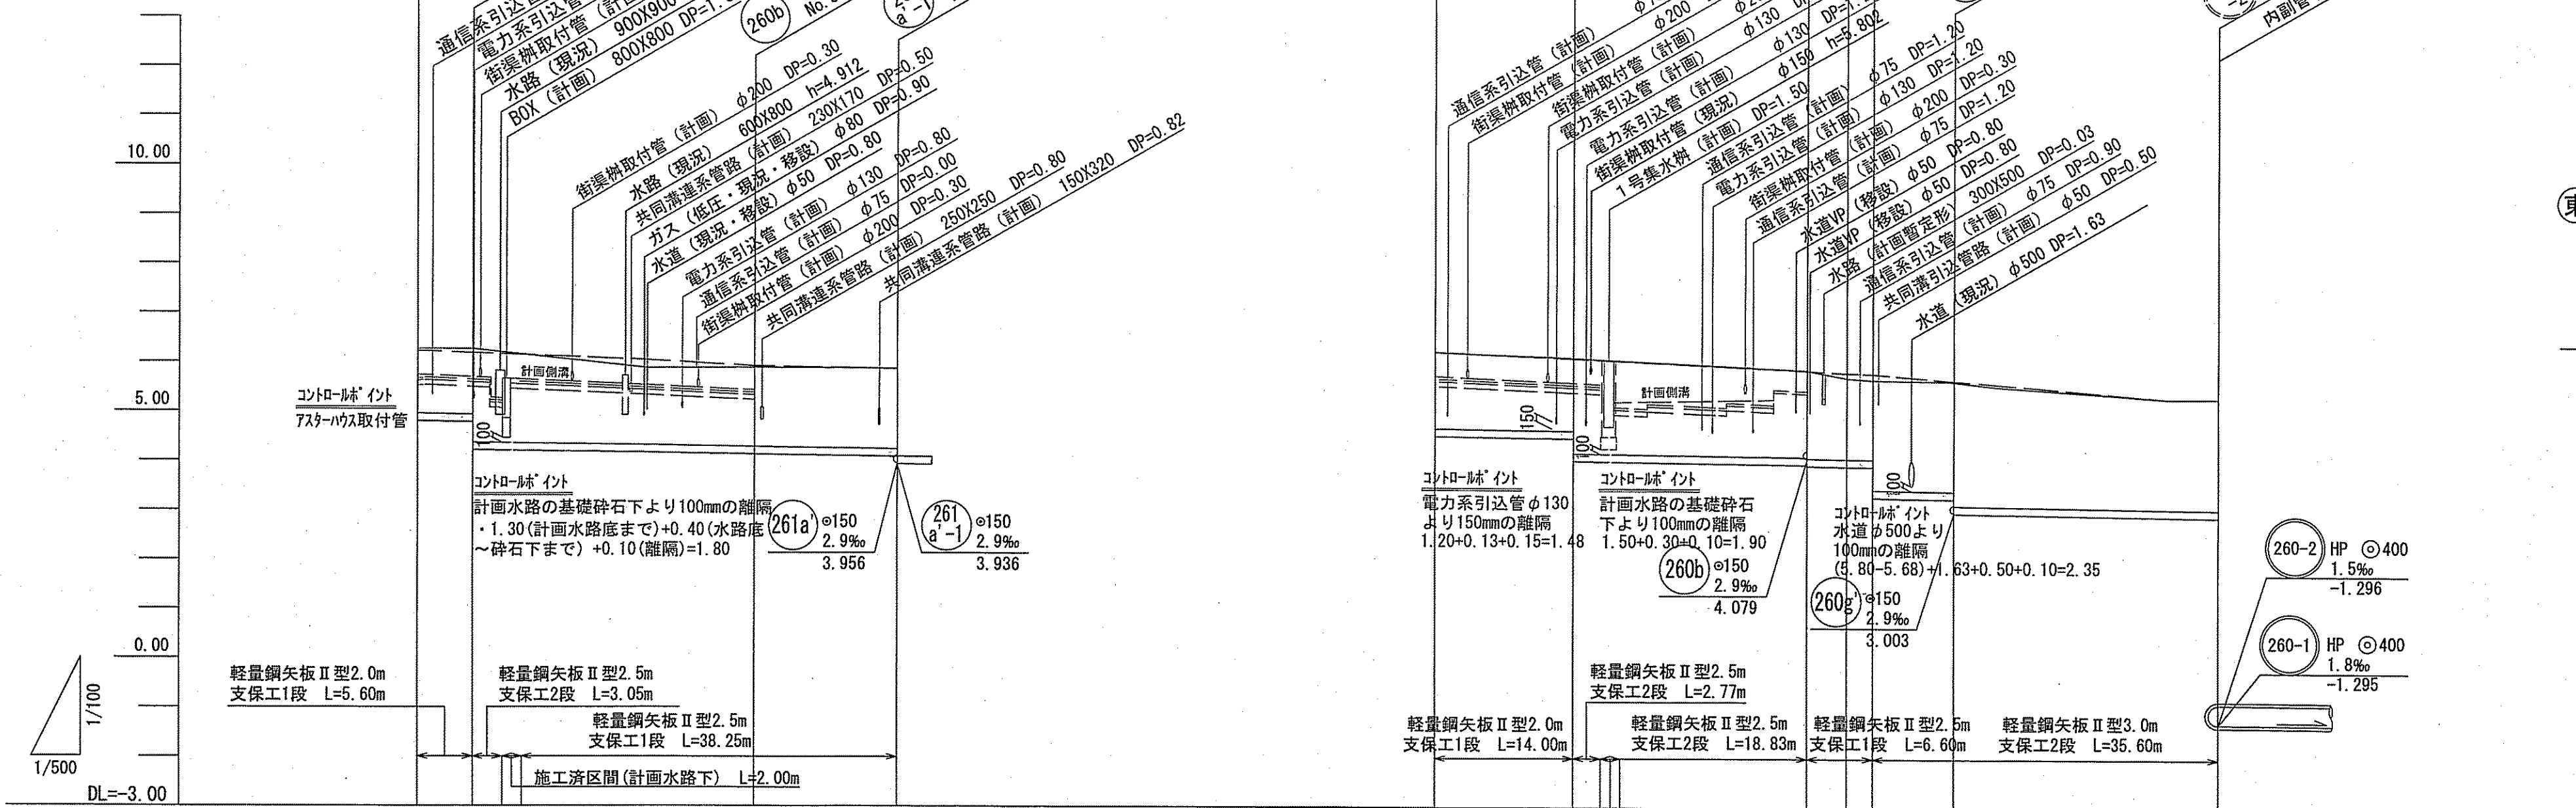 10.00
5.00
0.00
DL=-3.00
1/100
1/500
通信系引込管
電力系引込管
街渠桝取付管
水路(現況) 900X900
BOX(計画) 800X800
260b
No.
a'-1
街渠桝取付管(計画) φ200 DP=0.30
水路(現況) 600X800 h=4.912
共同溝連系管路(計画) 230X170 DP=0.50
ガス(低圧・現況・移設) φ80 DP=0.90
水道(現況・移設) φ50 DP=0.80
電力系引込管(計画) φ130 DP=0.80
通信系引込管(計画) φ75 DP=0.00
街渠桝取付管(計画) φ200 DP=0.30
共同溝連系管路(計画) 250X250 DP=0.80
共同溝連系管路(計画) 150X320 DP=0.82
計画側溝
コントロールポイント
アスターハウス取付管
100
コントロールポイント
計画水路の基礎砕石下より100mmの離隔
・1.30(計画水路底まで)+0.40(水路底
~砕石下まで) +0.10(離隔)=1.80
261a'
⊙150
2.9‰
3.956
261
a'-1
⊙150
2.9‰
3.936
軽量鋼矢板Ⅱ型2.0m
支保工1段 L=5.60m
軽量鋼矢板Ⅱ型2.5m
支保工2段 L=3.05m
軽量鋼矢板Ⅱ型2.5m
支保工1段 L=38.25m
施工済区間(計画水路下) L=2.00m
通信系引込管(計画)
街渠桝取付管(計画) φ200
街渠桝取付管(計画)
電力系引込管(計画) φ130
電力系引込管(計画) φ130
街渠桝取付管(現況) φ150
1号集水桝(計画) DP=1.50 h=5.802
通信系引込管(計画) φ75 DP=1.20
電力系引込管(計画) φ130 DP=1.20
街渠桝取付管(計画) φ200 DP=0.30
通信系引込管(計画) φ75 DP=1.20
水道VP(移設) φ50 DP=0.80
水道VP(移設) φ50 DP=0.80
水路(計画暫定形) 300X500 DP=0.03
通信系引込管(計画) φ75 DP=0.90
共同溝引込管路(計画) φ50 DP=0.50
水道(現況) φ500 DP=1.63
内副管
計画側溝
150
100
100
コントロールポイント
電力系引込管φ130
より150mmの離隔
1.20+0.13+0.15=1.48
コントロールポイント
計画水路の基礎砕石
下より100mmの離隔
1.50+0.30+0.10=1.90
コントロールポイント
水道φ500より
100mmの離隔
(5.80-5.68)+1.63+0.50+0.10=2.35
260b
⊙150
2.9‰
4.079
260g'
⊙150
2.9‰
3.003
260-2
HP ◎400
1.5‰
-1.296
260-1
HP ◎400
1.8‰
-1.295
軽量鋼矢板Ⅱ型2.5m
支保工2段 L=2.77m
軽量鋼矢板Ⅱ型2.0m
支保工1段 L=14.00m
軽量鋼矢板Ⅱ型2.5m
支保工2段 L=18.83m
軽量鋼矢板Ⅱ型2.5m
支保工1段 L=6.60m
軽量鋼矢板Ⅱ型3.0m
支保工2段 L=35.60m